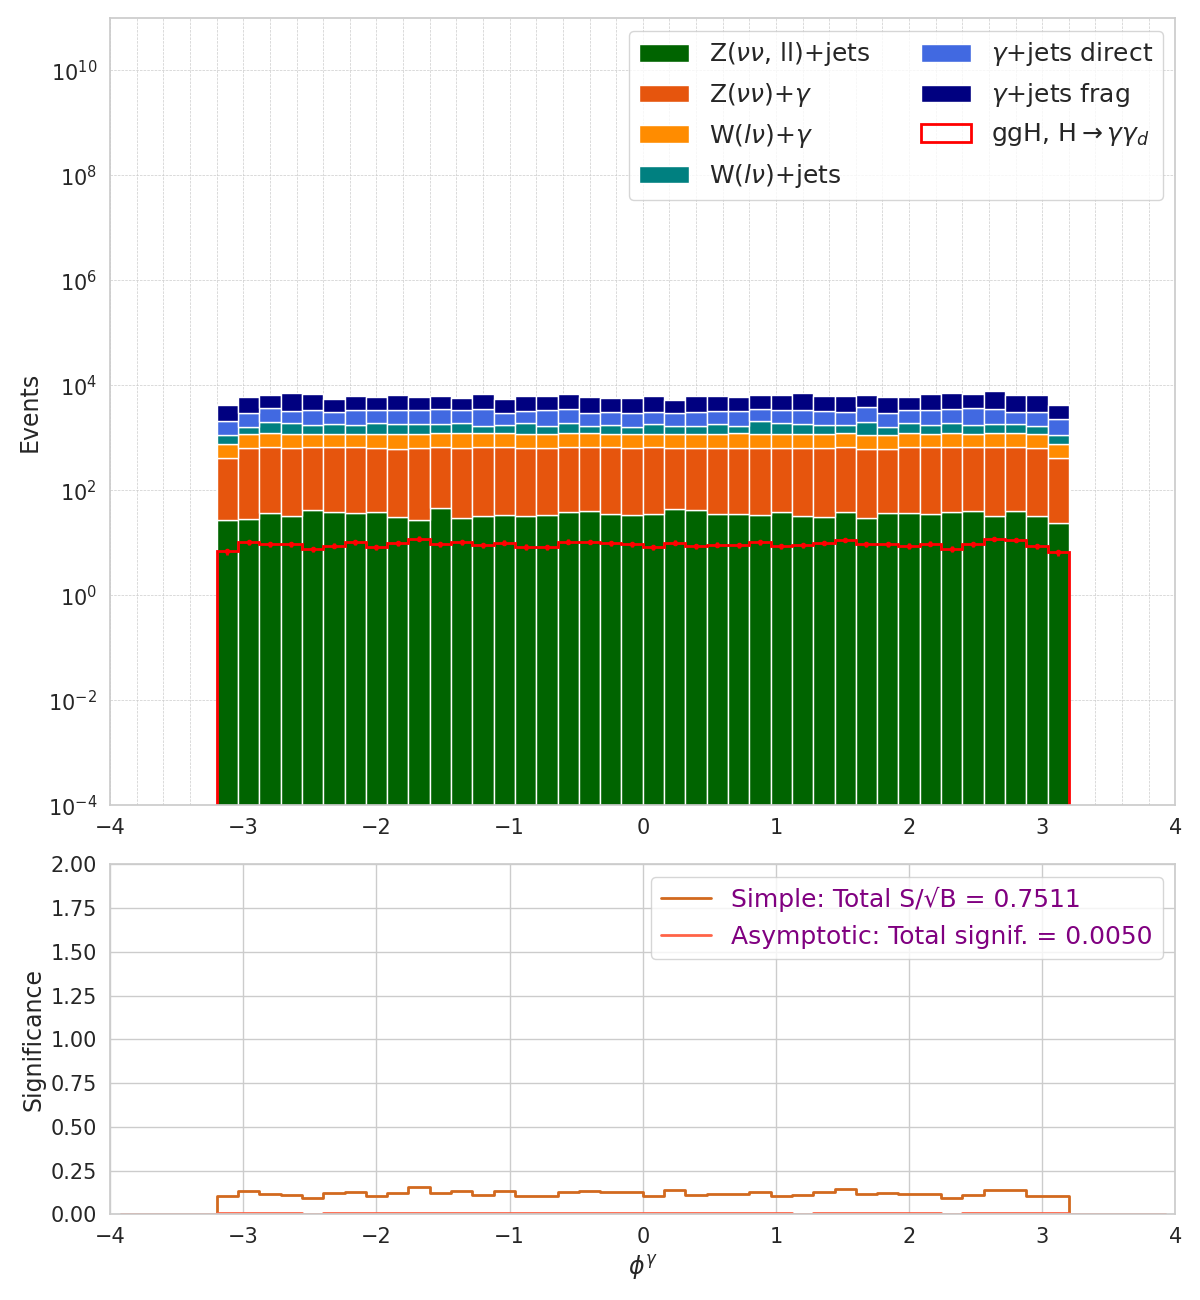 Z(νν, ll)+jets
Z(νν)+γ
W(lν)+γ
W(lν)+jets
γ+jets direct
γ+jets frag
ggH, H→γγ_d
Events
10^10
10^8
10^6
10^4
10^2
10^0
10^−2
10^−4
−4 −3 −2 −1 0 1 2 3 4
Simple: Total S/√B = 0.7511
Asymptotic: Total signif. = 0.0050
Significance
2.00
1.75
1.50
1.25
1.00
0.75
0.50
0.25
0.00
−4 −3 −2 −1 0 1 2 3 4
ϕ^γ